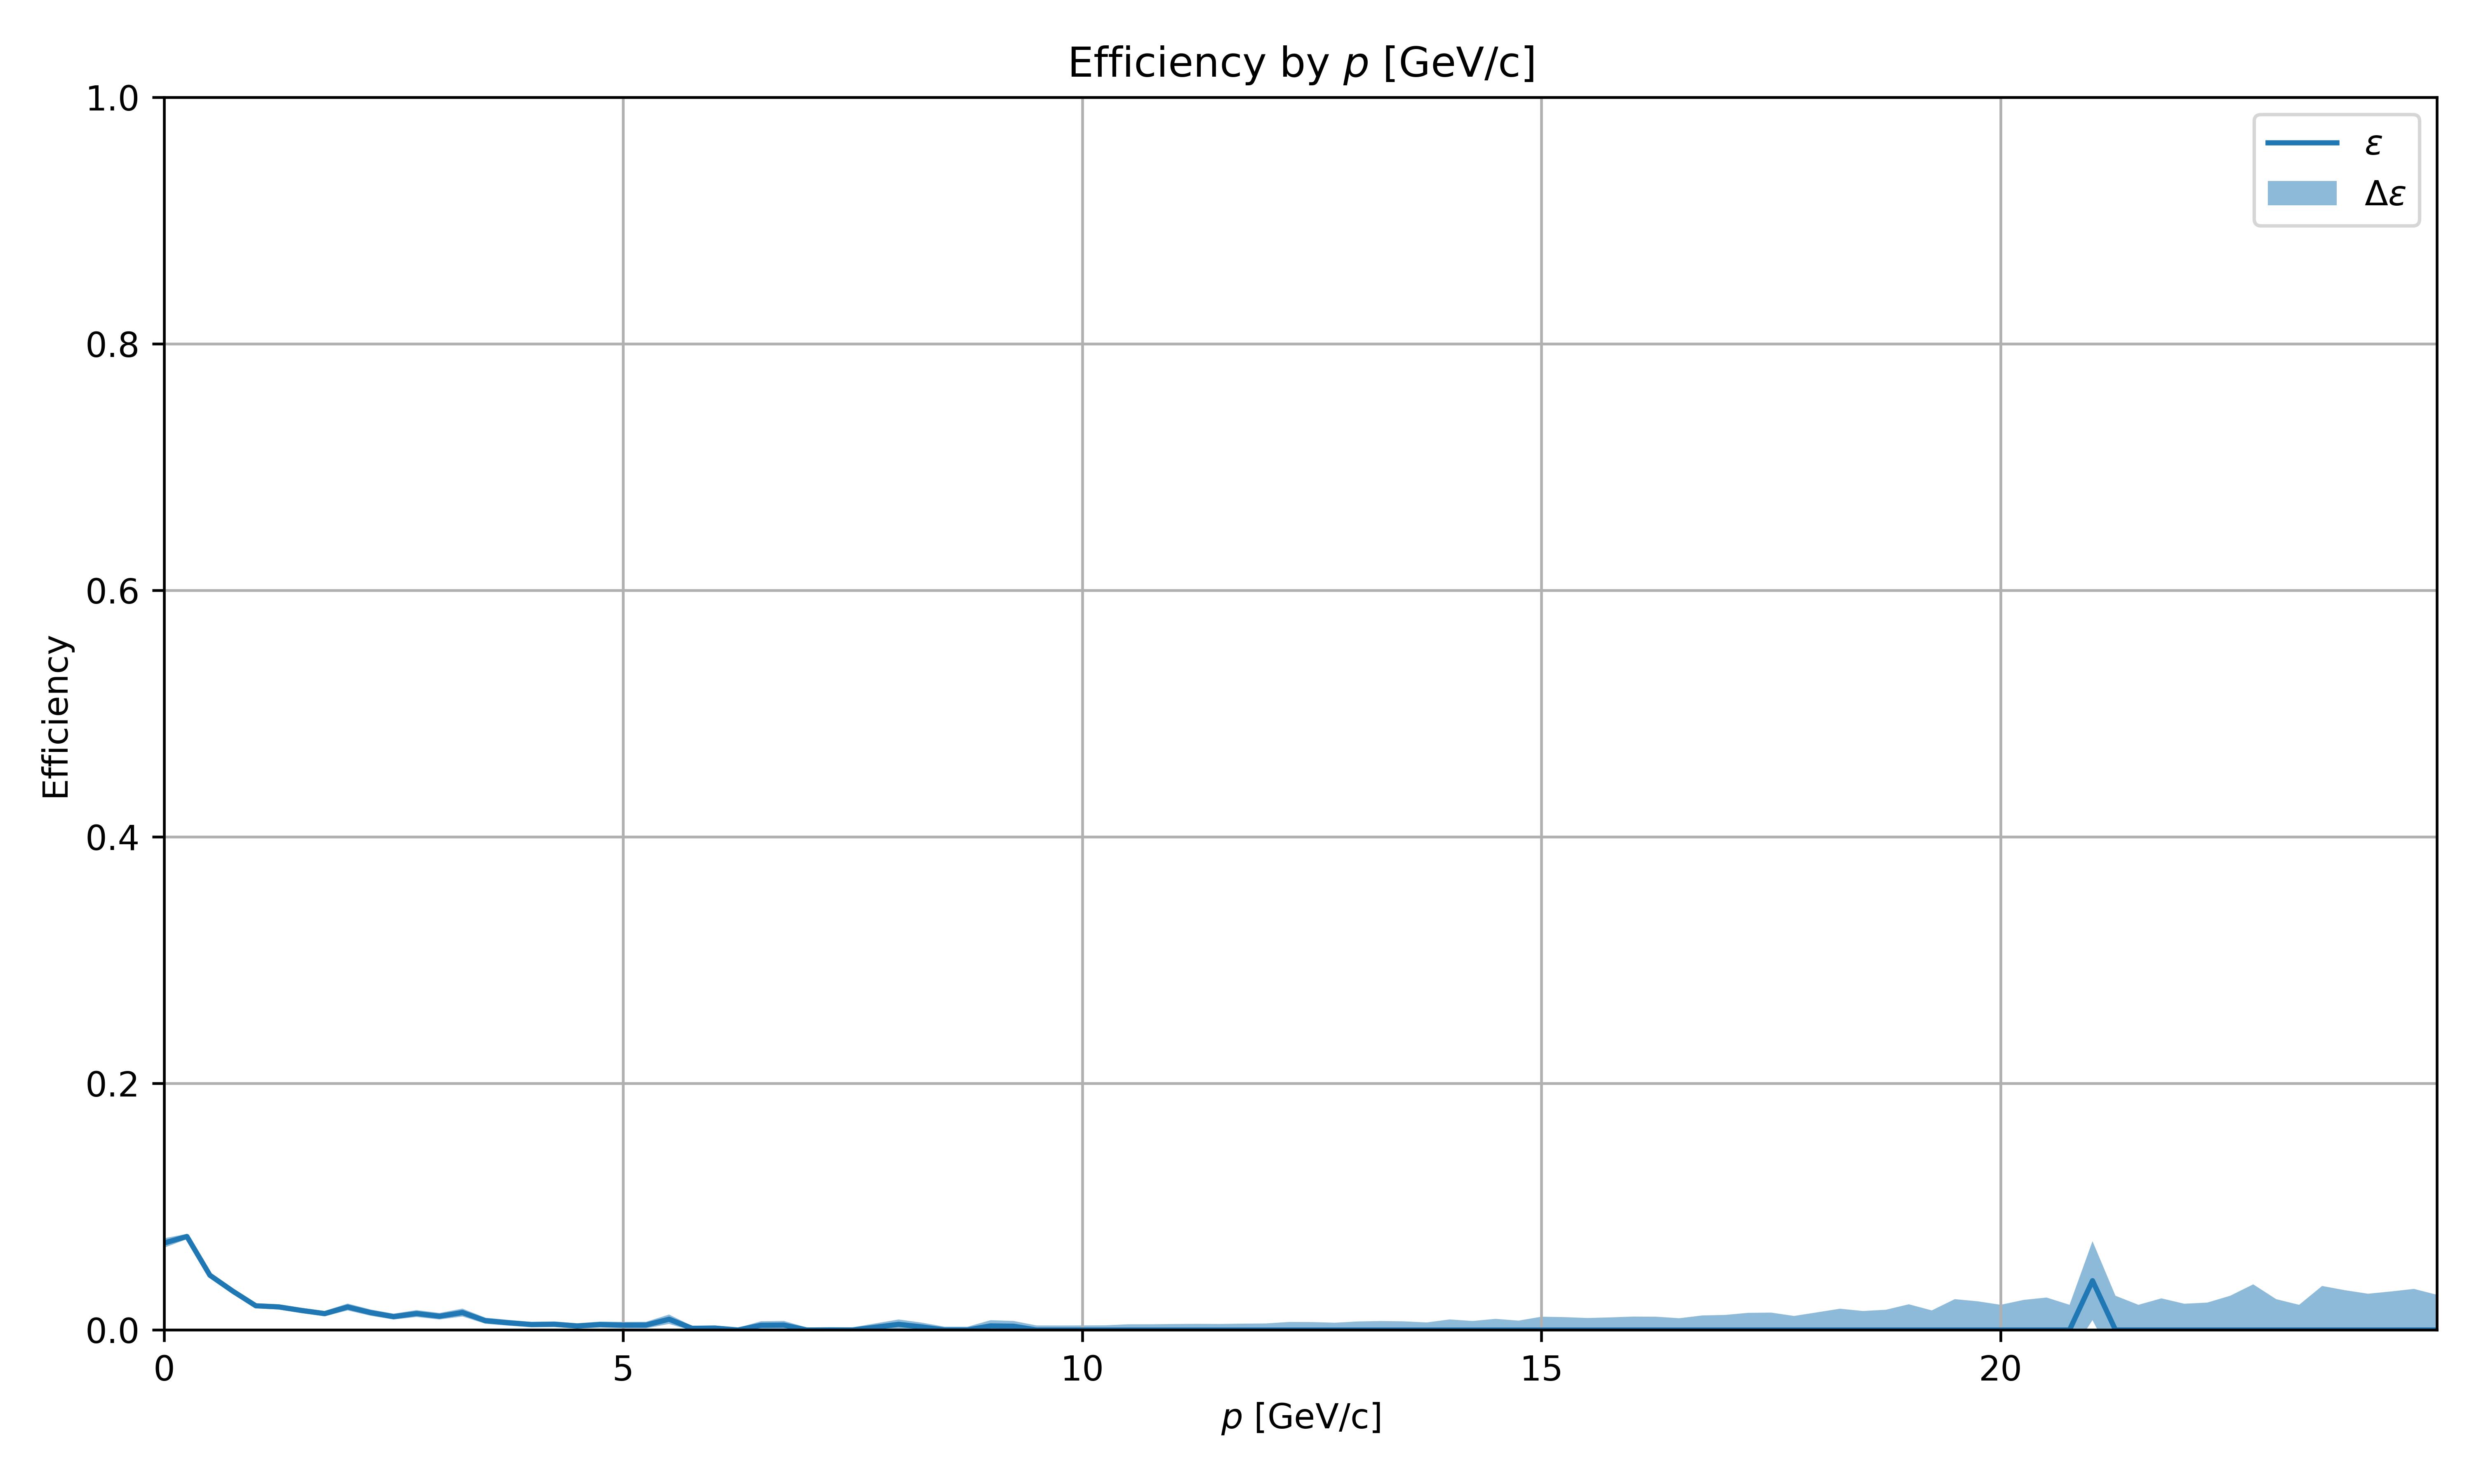 Efficiency by p [GeV/c]
1.0
0.8
0.6
0.4
0.2
0.0
Efficiency
ε
Δε
0 5 10 15 20
p [GeV/c]